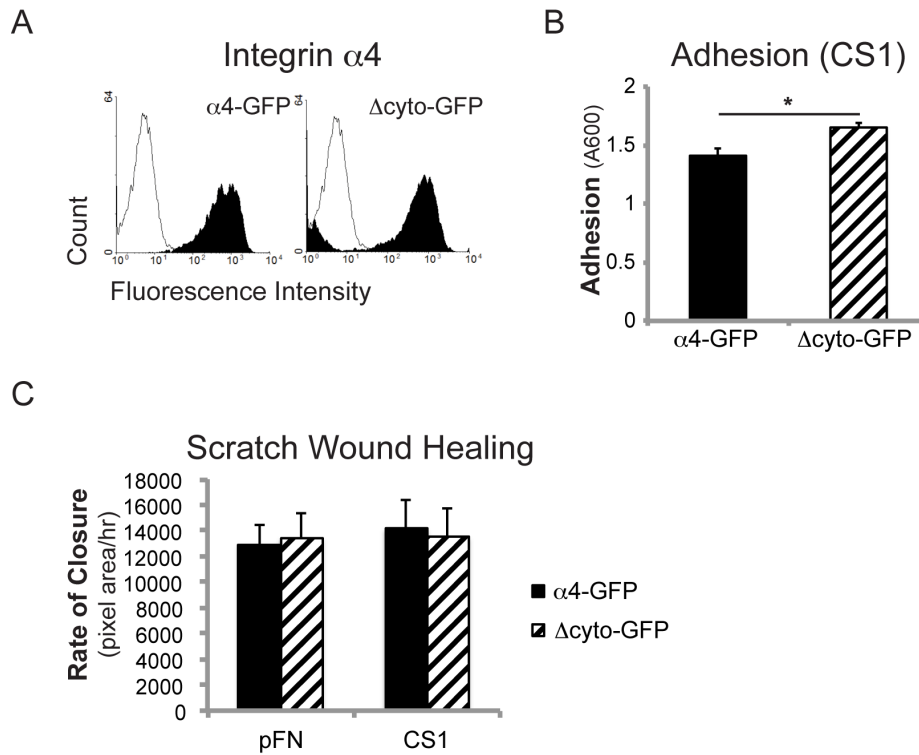 A
Integrin α4
64
α4-GFP
64
Δcyto-GFP
Count
0
10⁰ 10¹ 10² 10³ 10⁴
0
10⁰ 10¹ 10² 10³ 10⁴
Fluorescence Intensity
B
Adhesion (CS1)
Adhesion (A600)
2
*
1.5
1
0.5
0
α4-GFP Δcyto-GFP
C
Scratch Wound Healing
Rate of Closure
(pixel area/hr)
18000
16000
14000
12000
10000
8000
6000
4000
2000
0
pFN CS1
α4-GFP
Δcyto-GFP